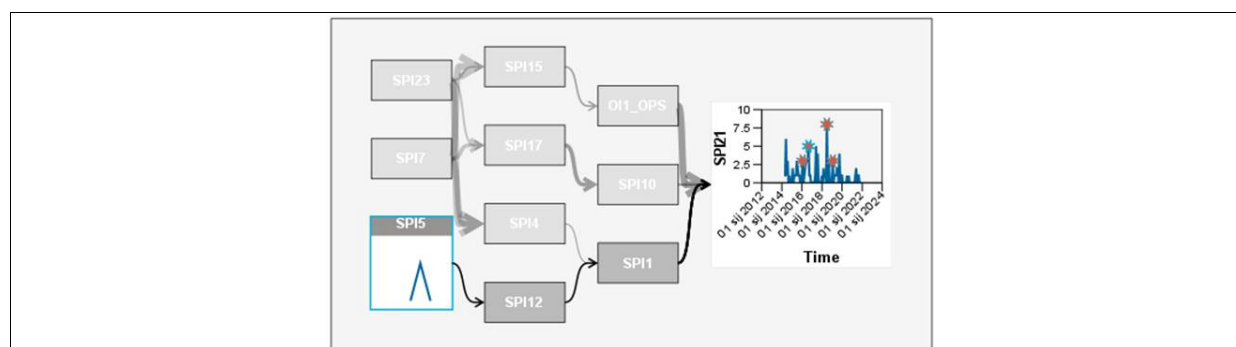 SPI23
SPI7
SPI5
SPI15
SPI17
SPI4
SPI12
OI1_OPS
SPI10
SPI1
SPI21
10
7.5
5
2.5
0
01 sij 2012
01 sij 2014
01 sij 2016
01 sij 2018
01 sij 2020
01 sij 2022
01 sij 2024
Time